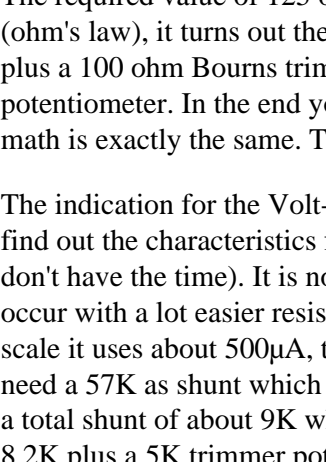 The required value of 125 o
(ohm's law), it turns out the
plus a 100 ohm Bourns trim
potentiometer. In the end yo
math is exactly the same. T
The indication for the Volt-
find out the characteristics
don't have the time). It is no
occur with a lot easier resis
scale it uses about 500µA, t
need a 57K as shunt which
a total shunt of about 9K w
8.2K plus a 5K trimmer pot